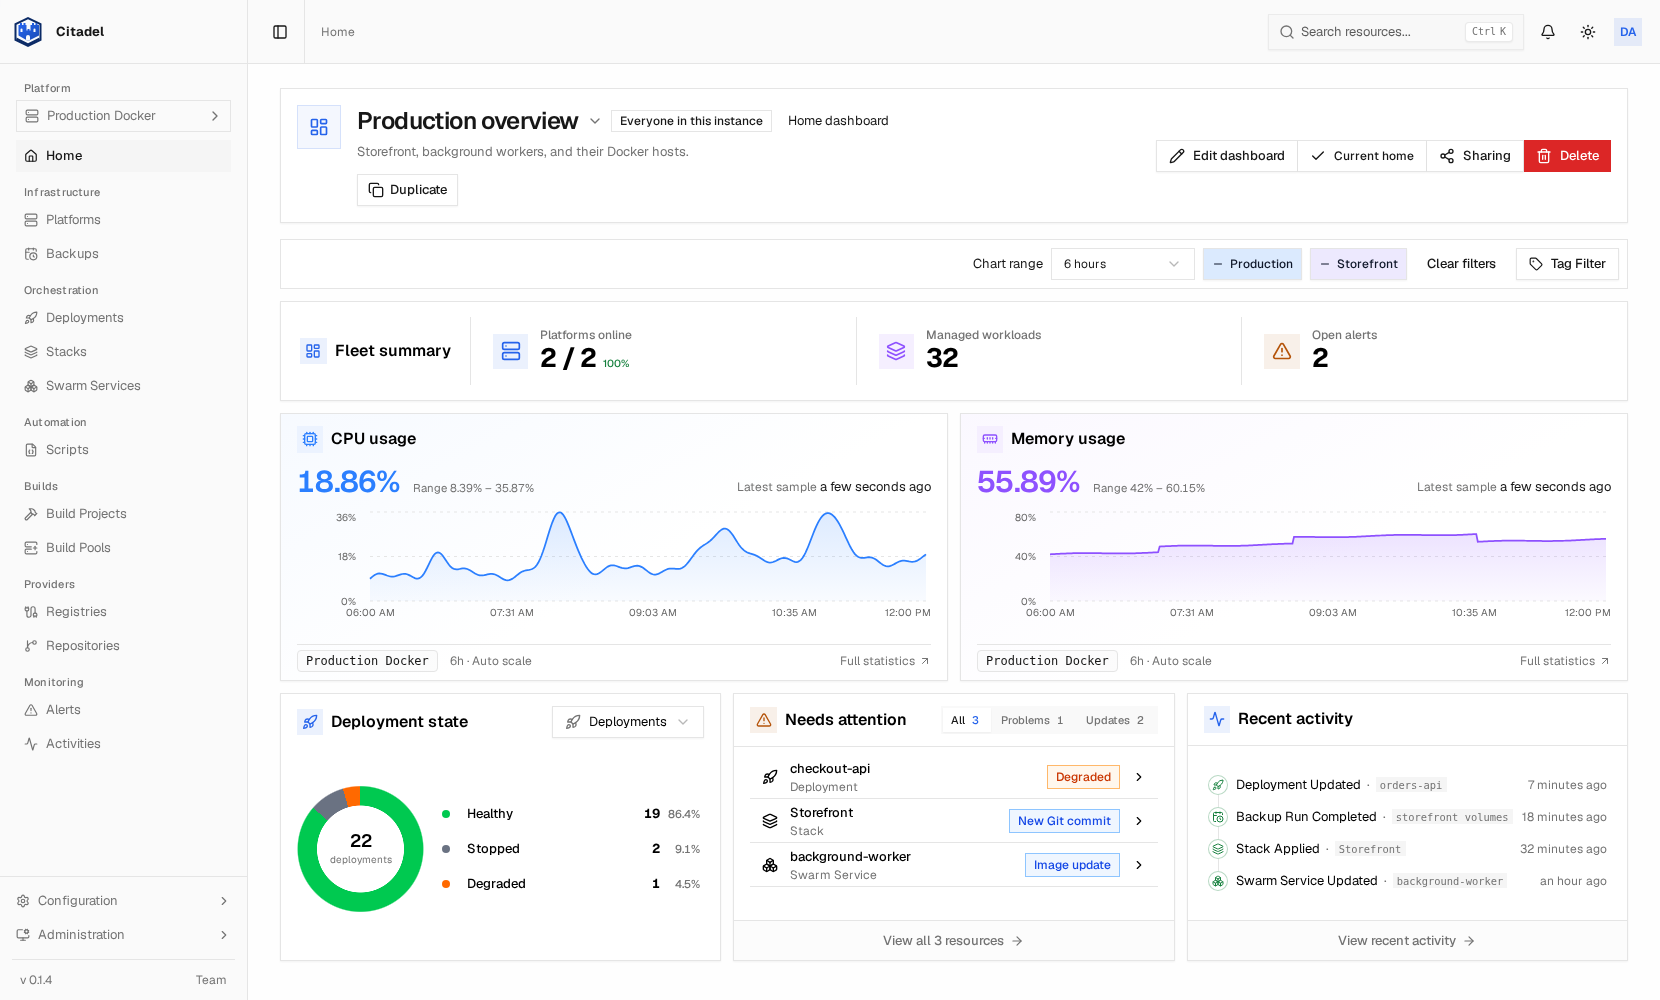 Citadel
Home
Search resources...
Ctrl K
DA
Platform
Production Docker
Home
Infrastructure
Platforms
Backups
Orchestration
Deployments
Stacks
Swarm Services
Automation
Scripts
Builds
Build Projects
Build Pools
Providers
Registries
Repositories
Monitoring
Alerts
Activities
Configuration
Administration
v 0.1.4
Team
Production overview
Everyone in this instance
Home dashboard
Storefront, background workers, and their Docker hosts.
Duplicate
Edit dashboard
Current home
Sharing
Delete
Chart range
6 hours
Production
Storefront
Clear filters
Tag Filter
Fleet summary
Platforms online
2 / 2 100%
Managed workloads
32
Open alerts
2
CPU usage
18.86% Range 8.39% – 35.87%
Latest sample a few seconds ago
36%
18%
0%
06:00 AM
07:31 AM
09:03 AM
10:35 AM
12:00 PM
Production Docker
6h · Auto scale
Full statistics
Memory usage
55.89% Range 42% – 60.15%
Latest sample a few seconds ago
80%
40%
0%
06:00 AM
07:31 AM
09:03 AM
10:35 AM
12:00 PM
Production Docker
6h · Auto scale
Full statistics
Deployment state
Deployments
22
deployments
Healthy 19 86.4%
Stopped 2 9.1%
Degraded 1 4.5%
Needs attention
All 3
Problems 1
Updates 2
checkout-api
Deployment
Degraded
Storefront
Stack
New Git commit
background-worker
Swarm Service
Image update
View all 3 resources
Recent activity
Deployment Updated · orders-api 7 minutes ago
Backup Run Completed · storefront volumes 18 minutes ago
Stack Applied · Storefront 32 minutes ago
Swarm Service Updated · background-worker an hour ago
View recent activity